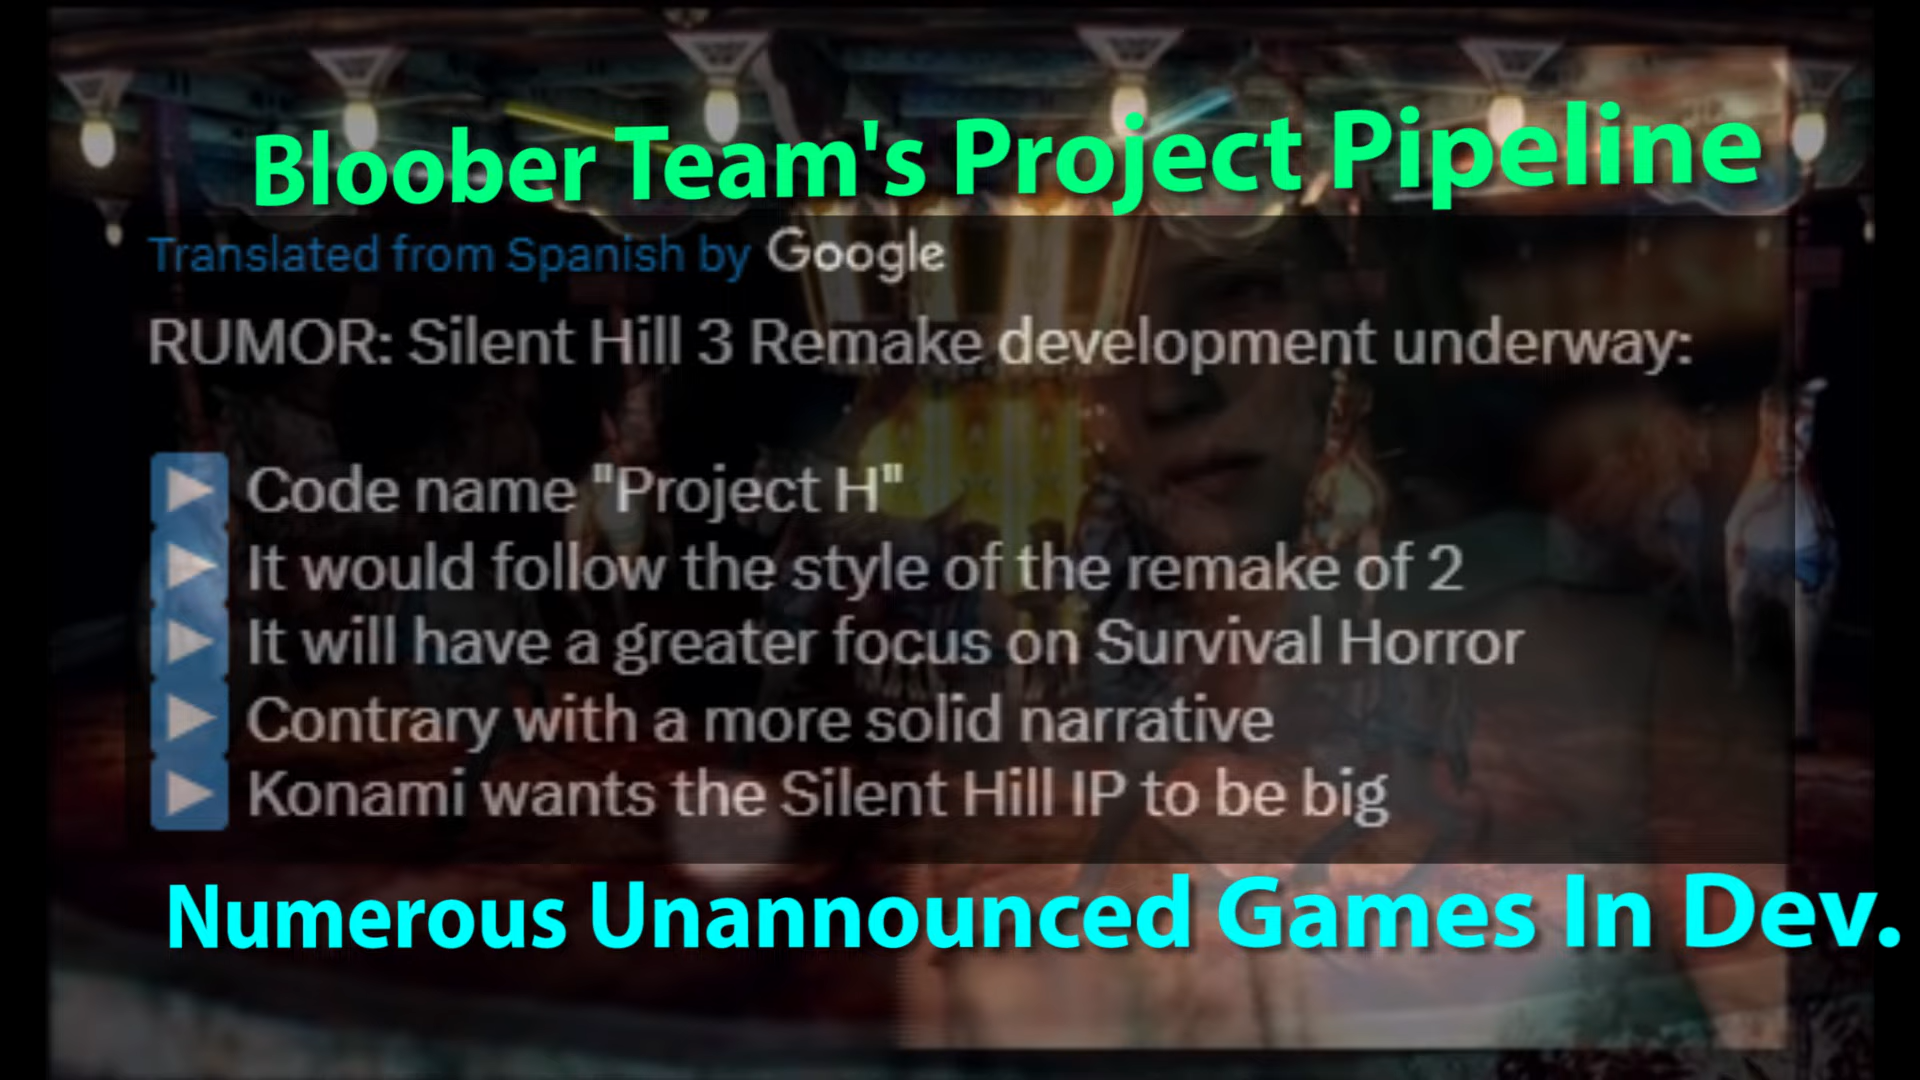 Bloober Team's Project Pipeline
Translated from Spanish by Google
RUMOR: Silent Hill 3 Remake development underway:
Code name "Project H"
It would follow the style of the remake of 2
It will have a greater focus on Survival Horror
Contrary with a more solid narrative
Konami wants the Silent Hill IP to be big
Numerous Unannounced Games In Dev.